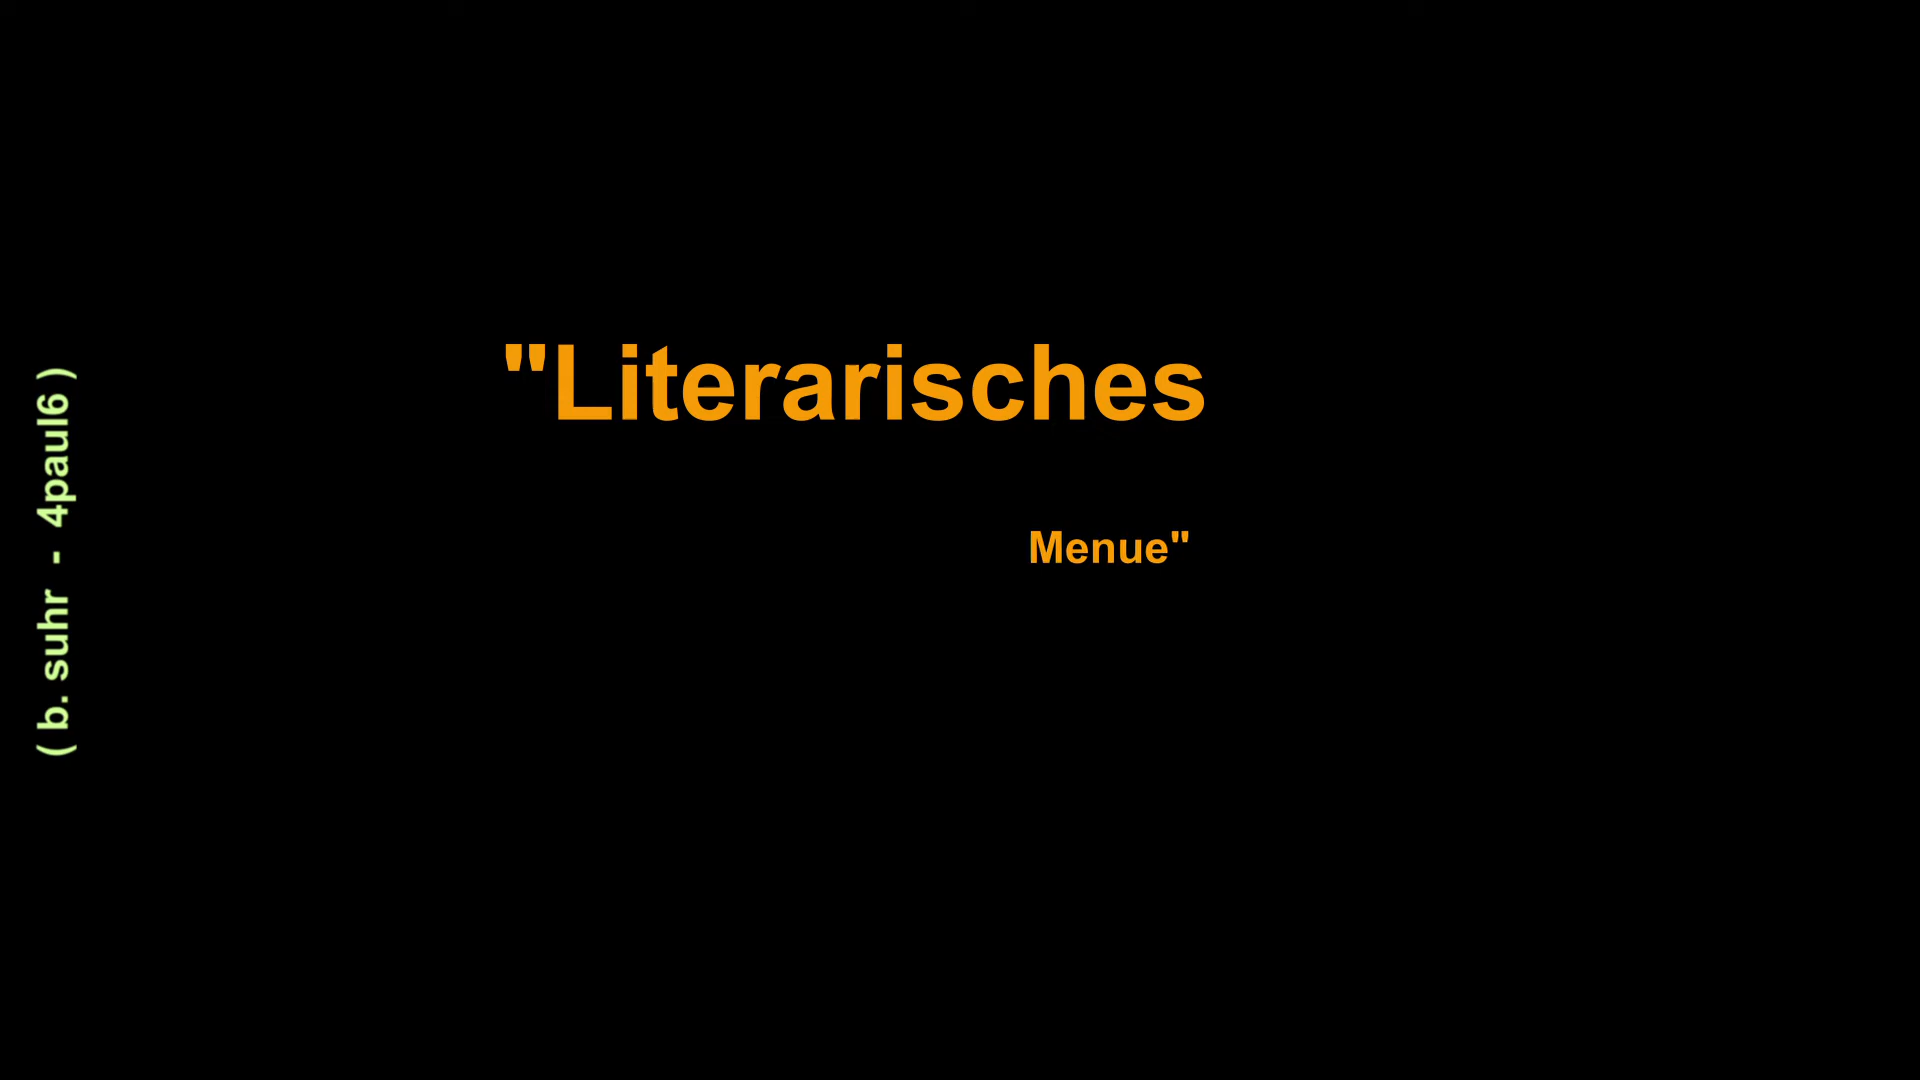 "Literarisches
Menue"
( b. suhr - 4paul6 )